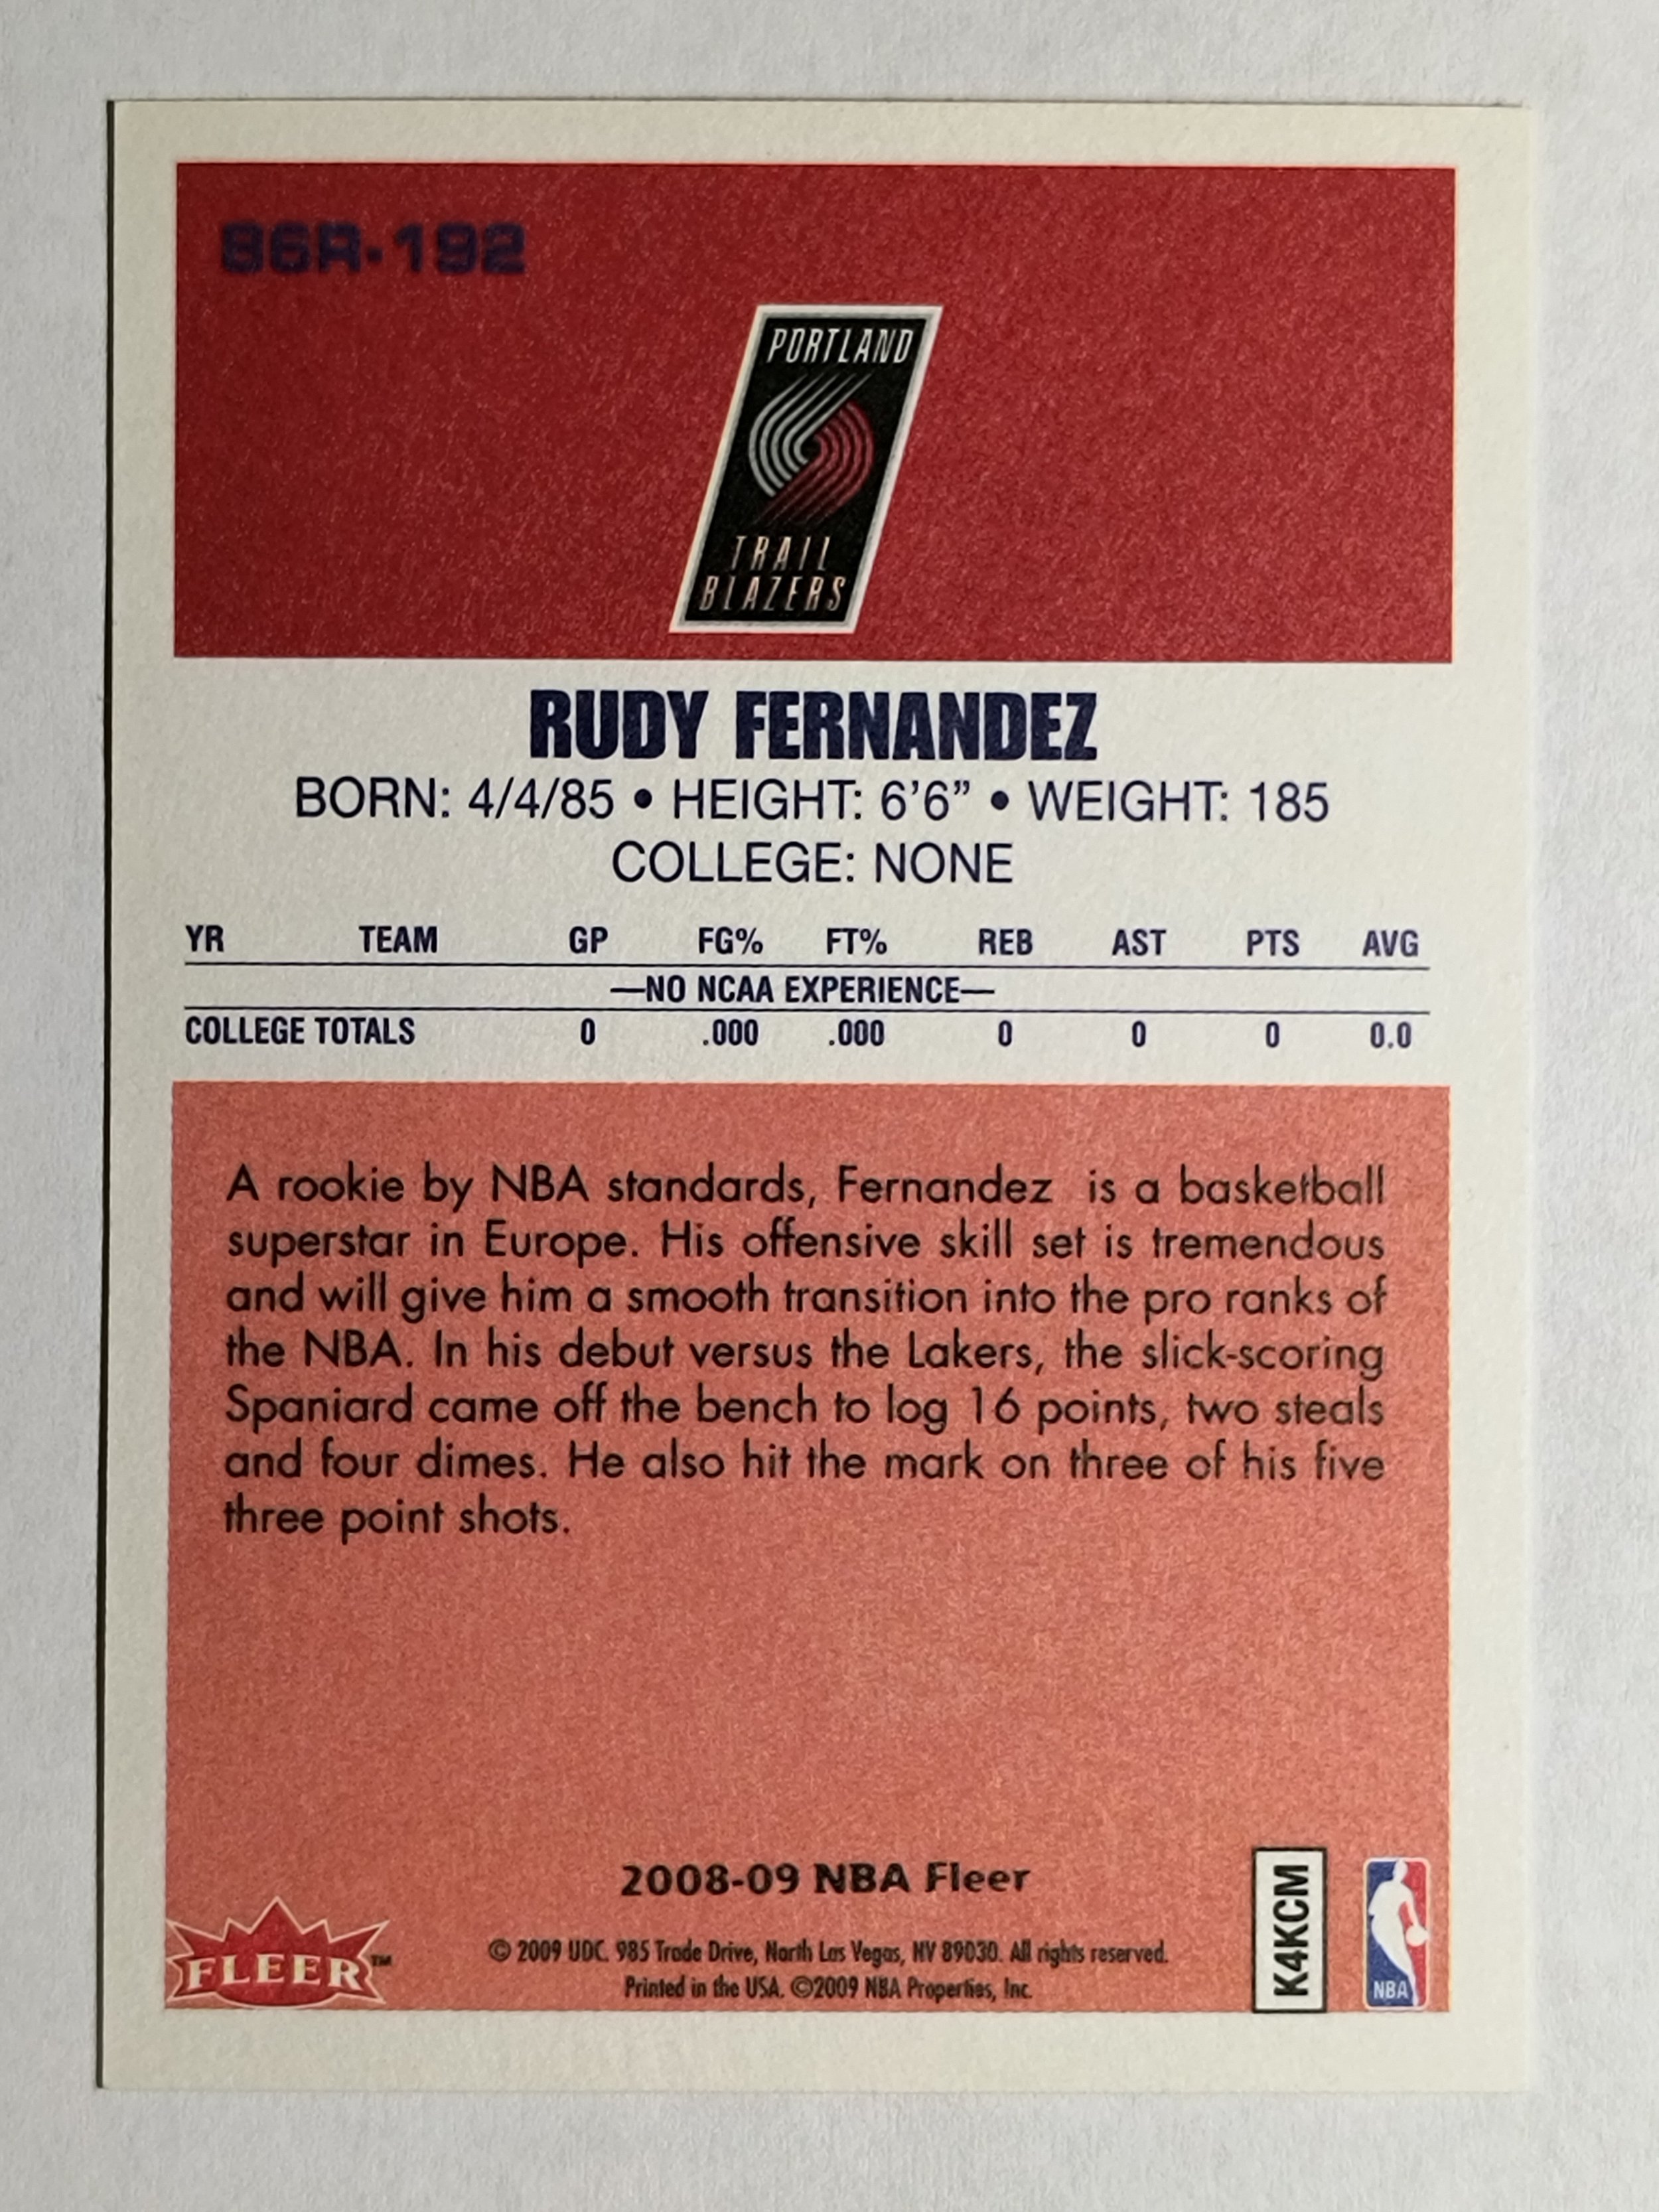 86R-192
PORTLAND
TRAIL
BLAZERS
RUDY FERNANDEZ
BORN: 4/4/85 • HEIGHT: 6’6” • WEIGHT: 185
COLLEGE: NONE
YR TEAM GP FG% FT% REB AST PTS AVG
—NO NCAA EXPERIENCE—
COLLEGE TOTALS 0 .000 .000 0 0 0 0.0
A rookie by NBA standards, Fernandez is a basketball
superstar in Europe. His offensive skill set is tremendous
and will give him a smooth transition into the pro ranks of
the NBA. In his debut versus the Lakers, the slick-scoring
Spaniard came off the bench to log 16 points, two steals
and four dimes. He also hit the mark on three of his five
three point shots.
2008-09 NBA Fleer
FLEER™
© 2009 UDC. 985 Trade Drive, North Las Vegas, NV 89030. All rights reserved.
Printed in the USA. ©2009 NBA Properties, Inc.
K4KCM
NBA